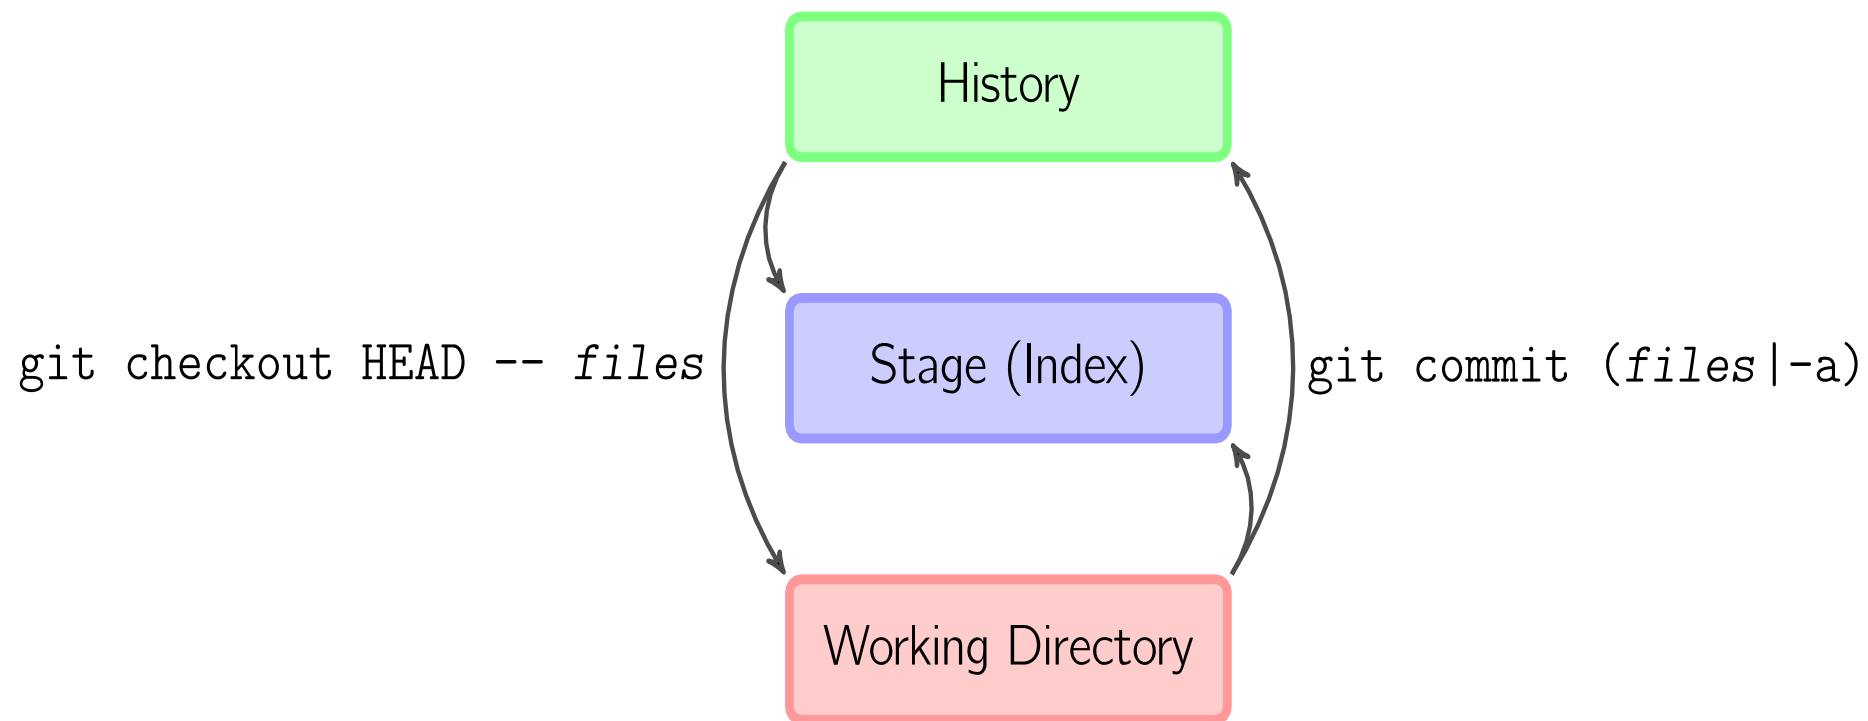 History
git checkout HEAD -- files
Stage (Index)
git commit (files|-a)
Working Directory